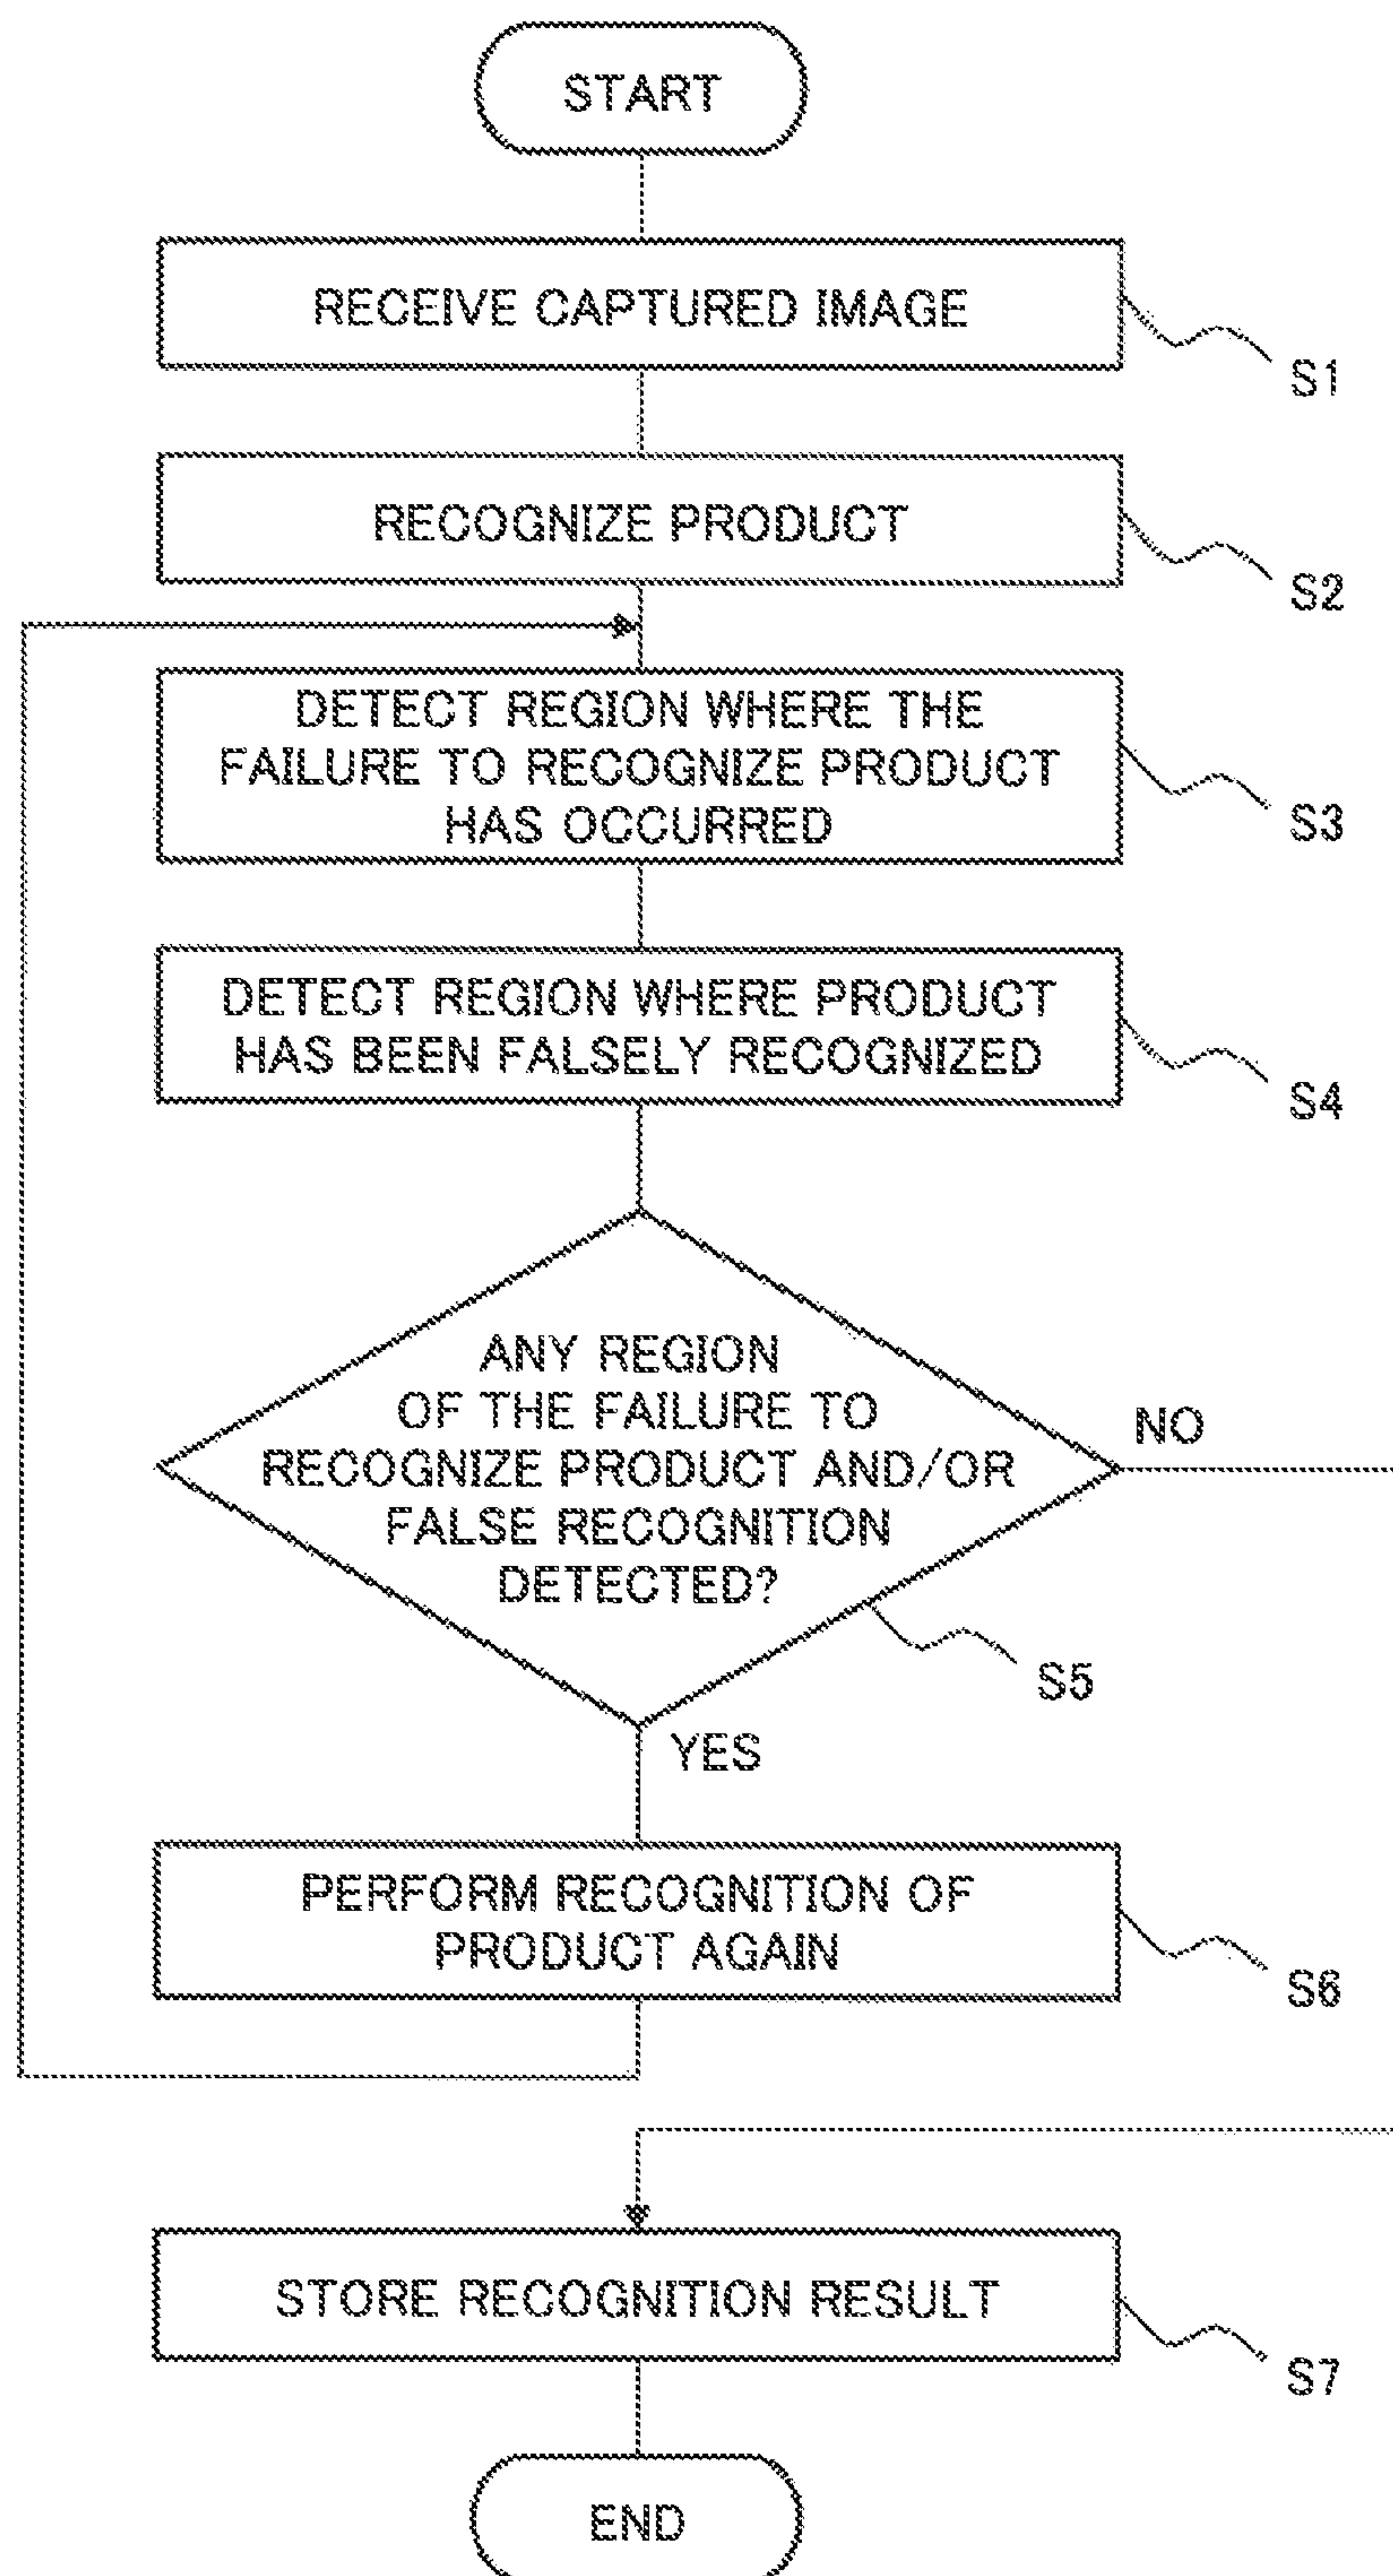 START
RECEIVE CAPTURED IMAGE
S1
RECOGNIZE PRODUCT
S2
DETECT REGION WHERE THE
FAILURE TO RECOGNIZE PRODUCT
HAS OCCURRED
S3
DETECT REGION WHERE PRODUCT
HAS BEEN FALSELY RECOGNIZED
S4
ANY REGION
OF THE FAILURE TO
RECOGNIZE PRODUCT AND/OR
FALSE RECOGNITION
DETECTED?
NO
S5
YES
PERFORM RECOGNITION OF
PRODUCT AGAIN
S6
STORE RECOGNITION RESULT
S7
END